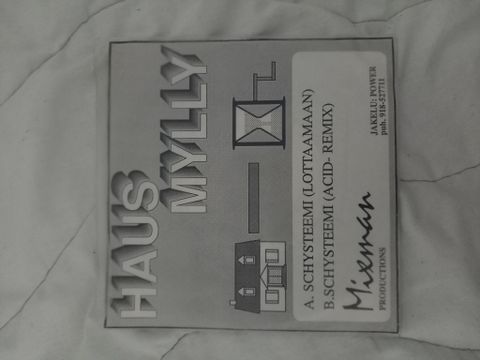 HAUS
MYLLY
A. SCHYSTEEMI (LOTTAAMAAN)
B.SCHYSTEEMI (ACID- REMIX)
Mixman
PRODUCTIONS
JAKELU: POWER
puh. 918-527711